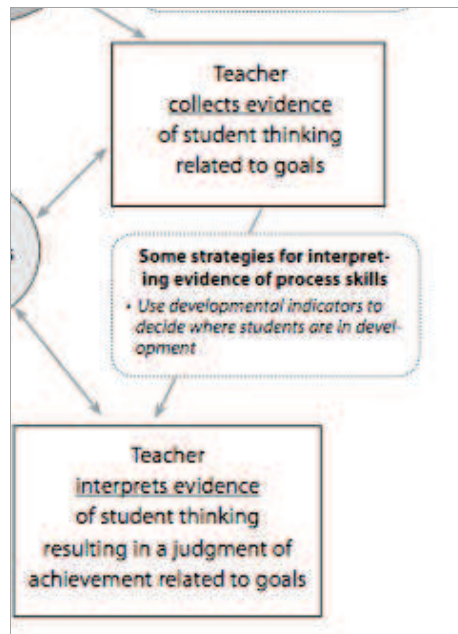 Teacher
collects evidence
of student thinking
related to goals
Some strategies for interpret-
ing evidence of process skills
• Use developmental indicators to
decide where students are in devel-
opment
Teacher
interprets evidence
of student thinking
resulting in a judgment of
achievement related to goals